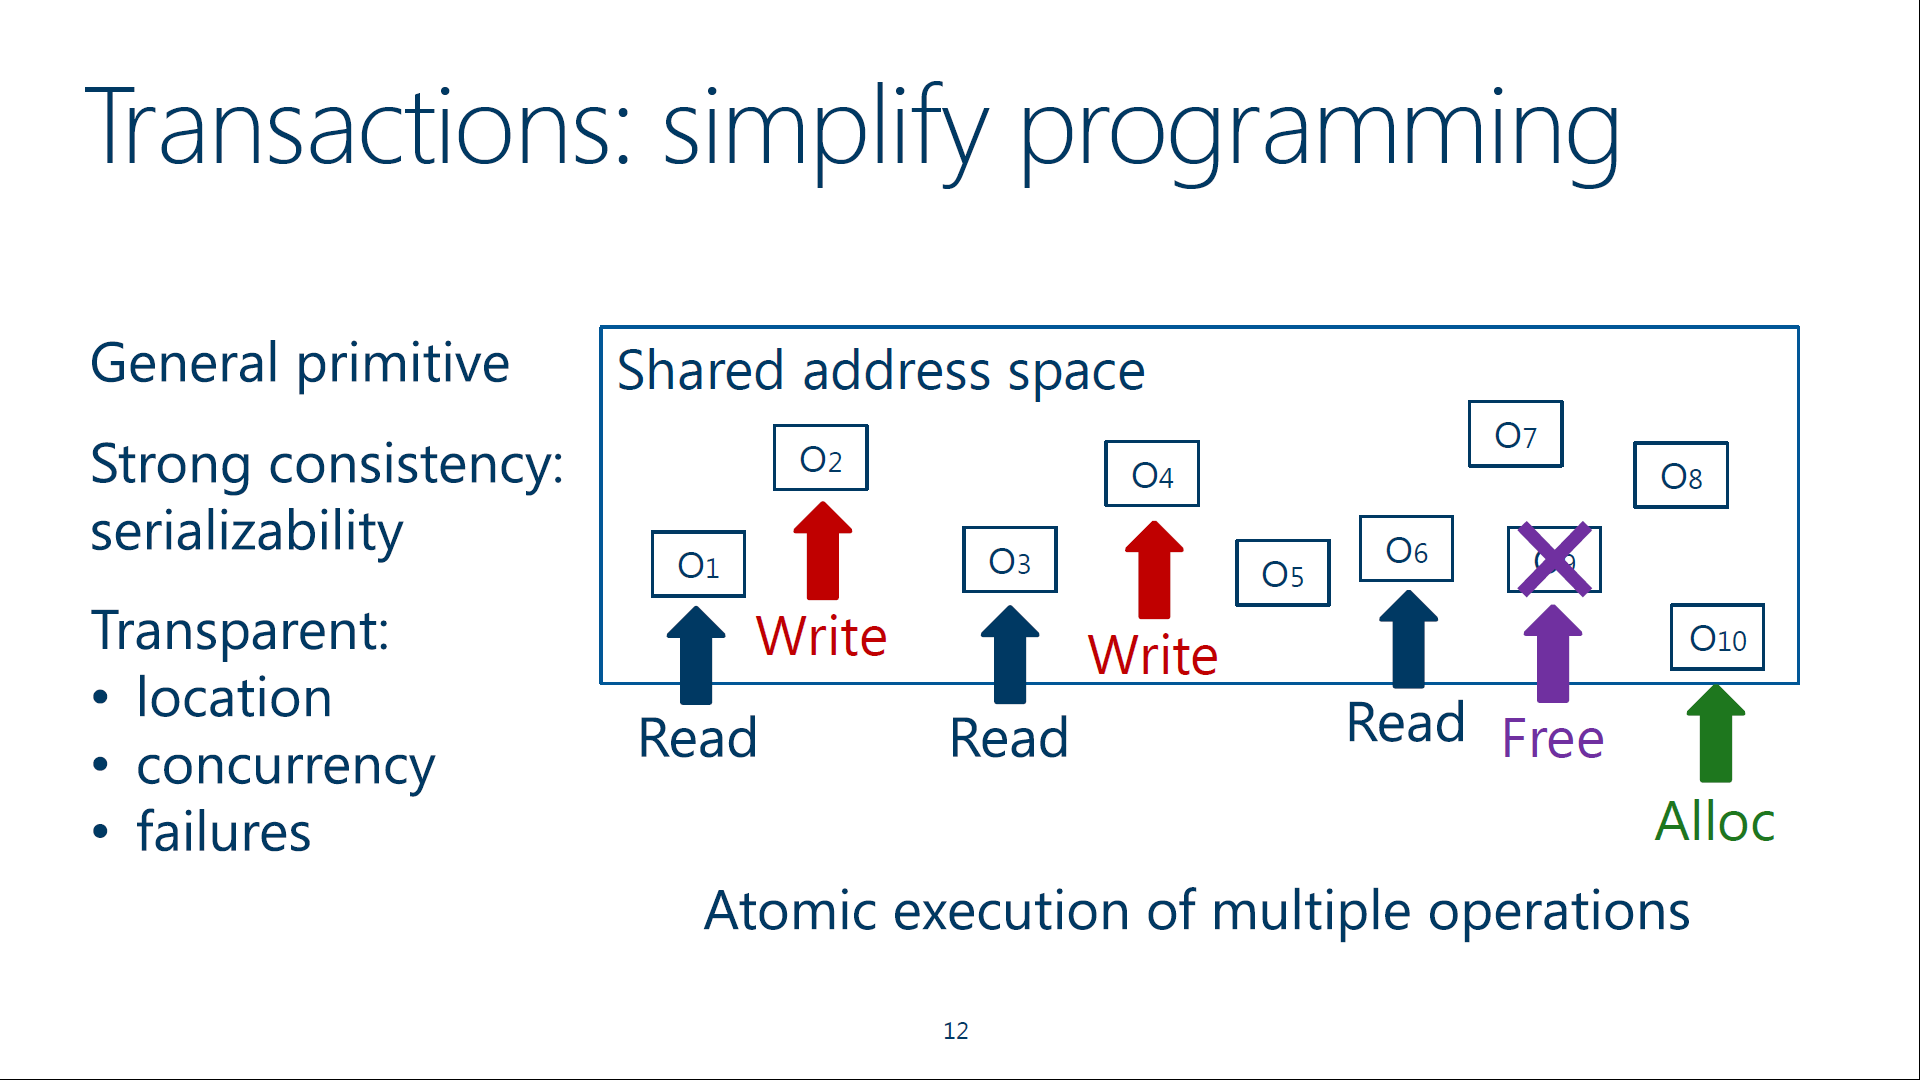 Transactions: simplify programming
General primitive
Strong consistency:
serializability
Transparent:
• location
• concurrency
• failures
Shared address space
O1
O2
O3
O4
O5
O6
O7
O8
O9
O10
Read
Write
Read
Write
Read
Free
Alloc
Atomic execution of multiple operations
12